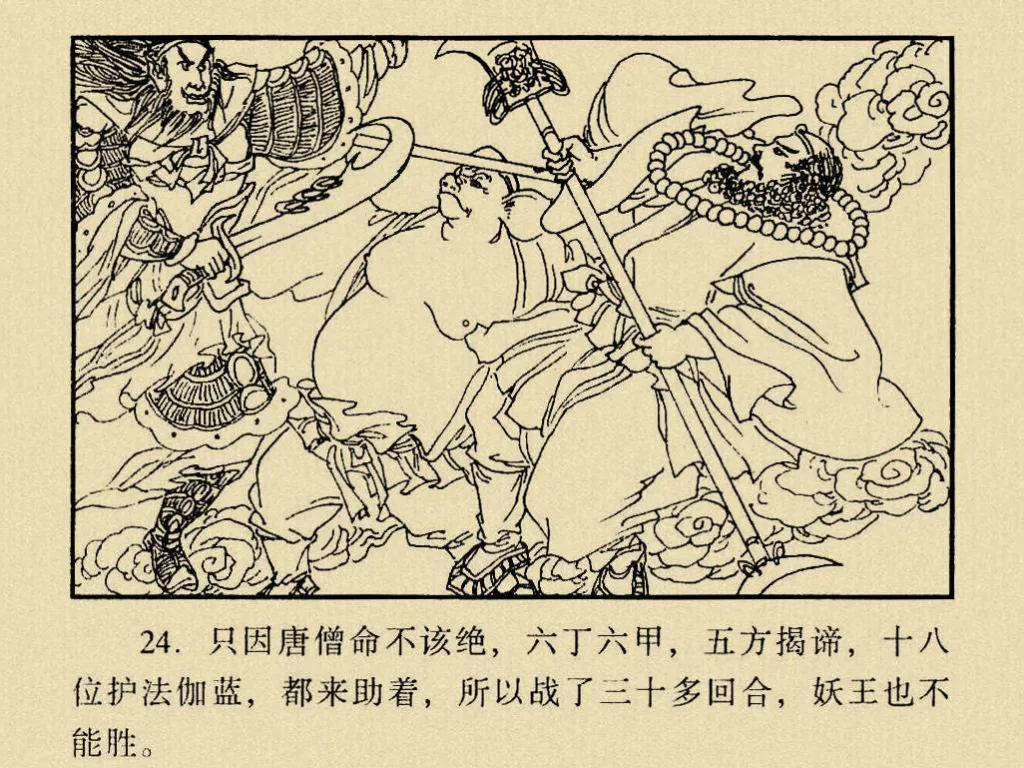 24. 只因唐僧命不该绝，六丁六甲，五方揭谛，十八
位护法伽蓝，都来助着，所以战了三十多回合，妖王也不
能胜。